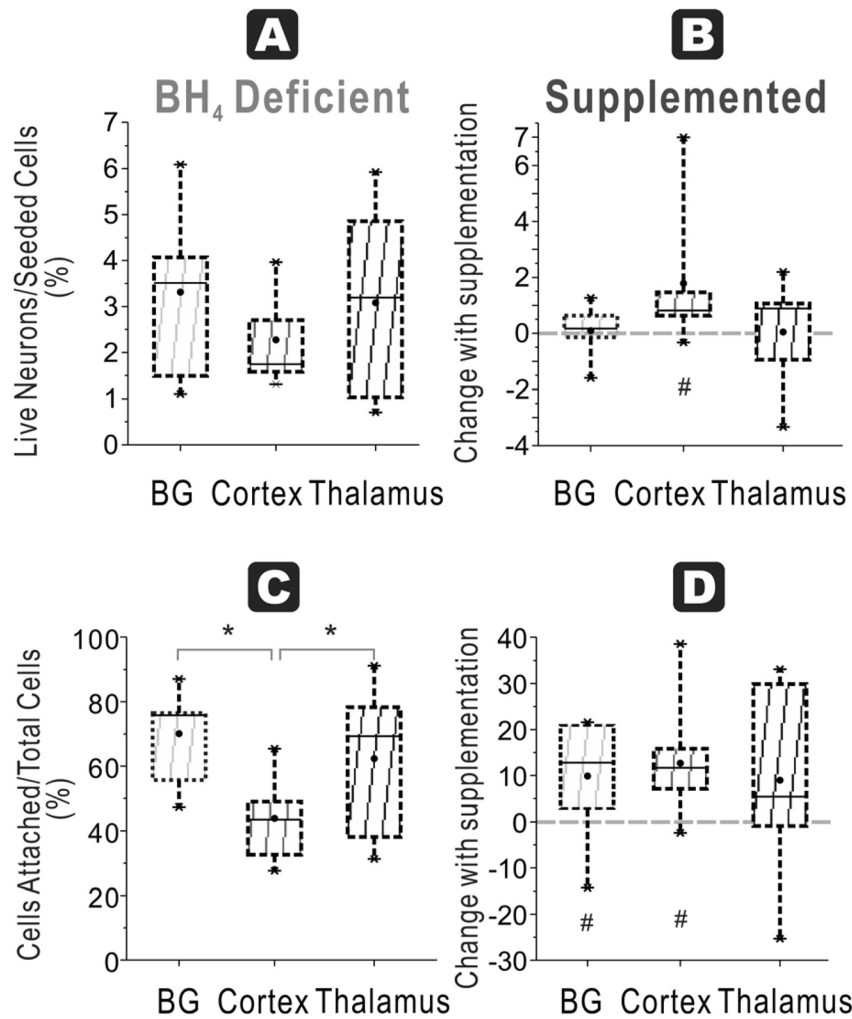 A
BH₄ Deficient
Live Neurons/Seeded Cells
(%)
7
6
5
4
3
2
1
0
BG Cortex Thalamus
B
Supplemented
Change with supplementation
7
6
4
2
0
-2
-4
#
BG Cortex Thalamus
C
Cells Attached/Total Cells
(%)
100
80
60
40
20
0
* *
BG Cortex Thalamus
D
Change with supplementation
40
30
20
10
0
-10
-20
-30
# #
BG Cortex Thalamus